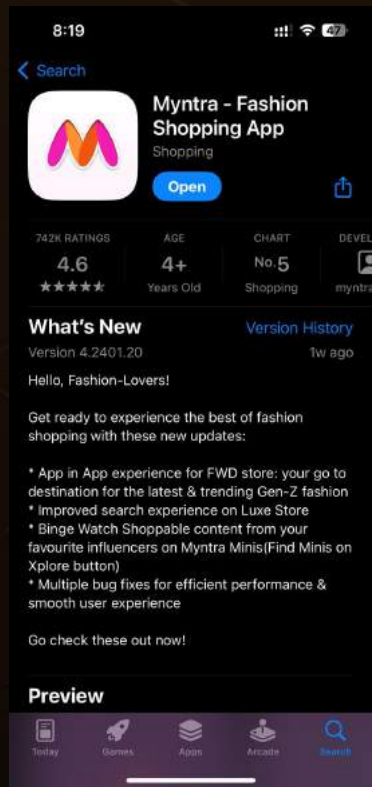 8:19
47
Search
Myntra - Fashion
Shopping App
Shopping
Open
742K RATINGS
AGE
CHART
DEVEL
4.6
4+
No.5
★★★★★
Years Old
Shopping
myntra
What's New
Version History
Version 4.2401.20
1w ago
Hello, Fashion-Lovers!
Get ready to experience the best of fashion
shopping with these new updates:
* App in App experience for FWD store: your go to
destination for the latest & trending Gen-Z fashion
* Improved search experience on Luxe Store
* Binge Watch Shoppable content from your
favourite influencers on Myntra Minis(Find Minis on
Xplore button)
* Multiple bug fixes for efficient performance &
smooth user experience
Go check these out now!
Preview
Today
Games
Apps
Arcade
Search